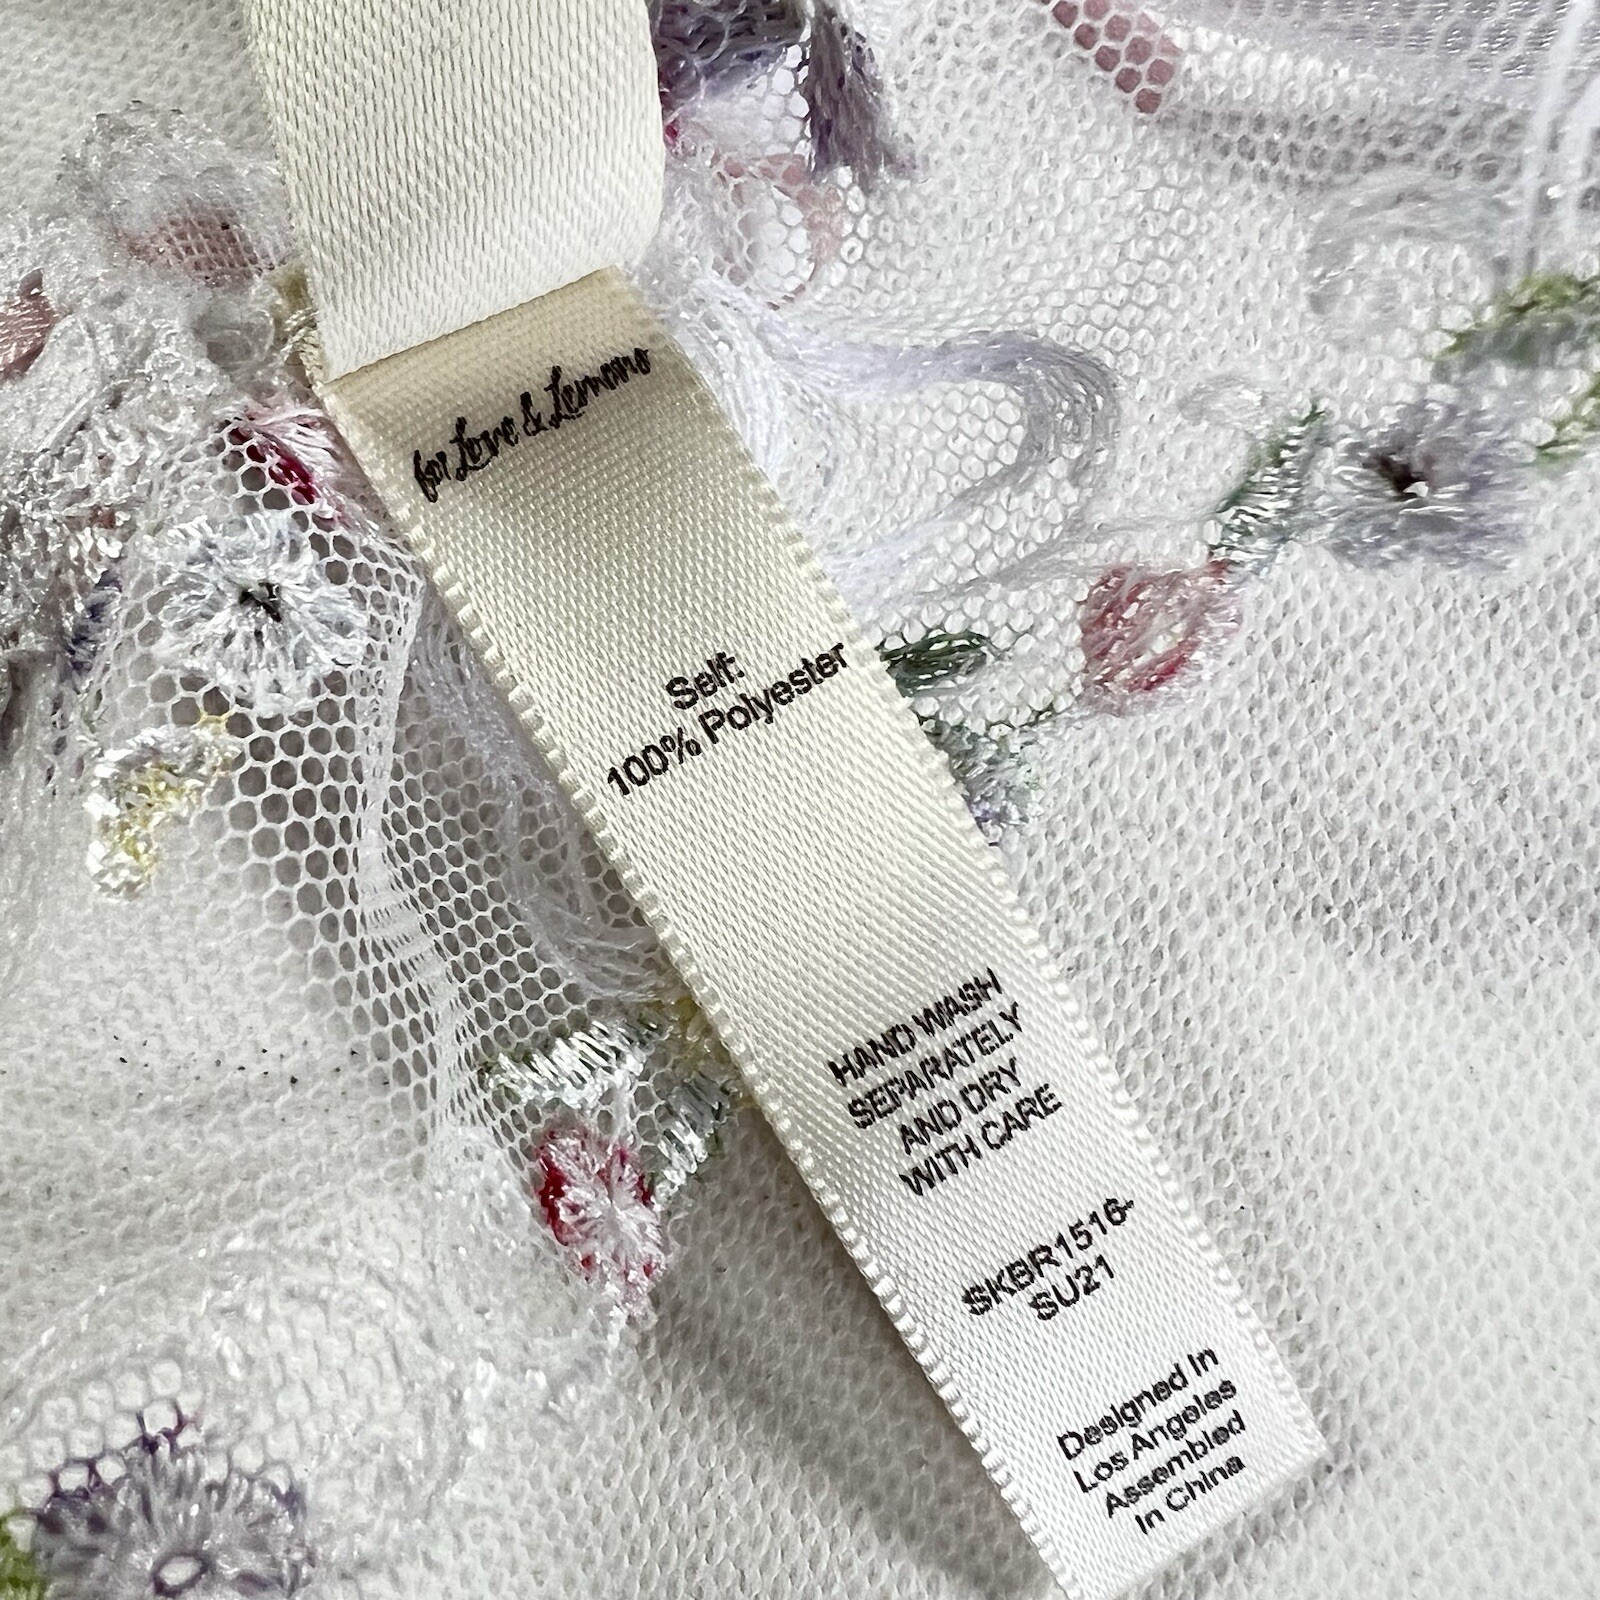 for Love & Lemons
Self:
100% Polyester
HAND WASH
SEPARATELY
AND DRY
WITH CARE
SKBR1516-
SU21
Designed In
Los Angeles
Assembled
In China